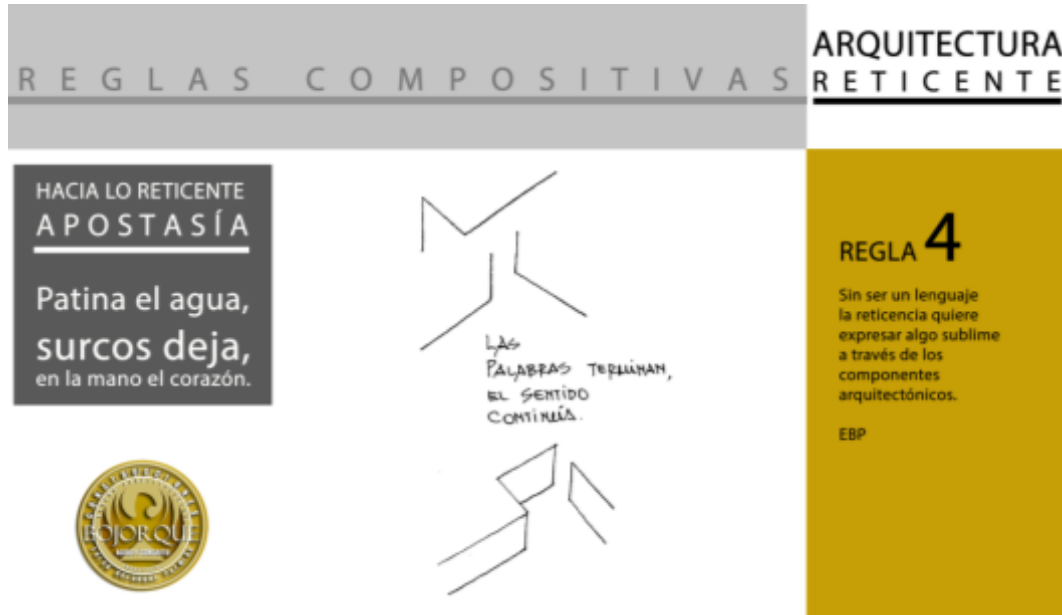 REGLAS COMPOSITIVAS
ARQUITECTURA
RETICENTE
HACIA LO RETICENTE
APOSTASÍA
Patina el agua,
surcos deja,
en la mano el corazón.
LAS
PALABRAS TERMINAN,
EL SENTIDO
CONTINÚA.
REGLA 4
Sin ser un lenguaje
la reticencia quiere
expresar algo sublime
a través de los
componentes
arquitectónicos.
EBP
BOJORQUE